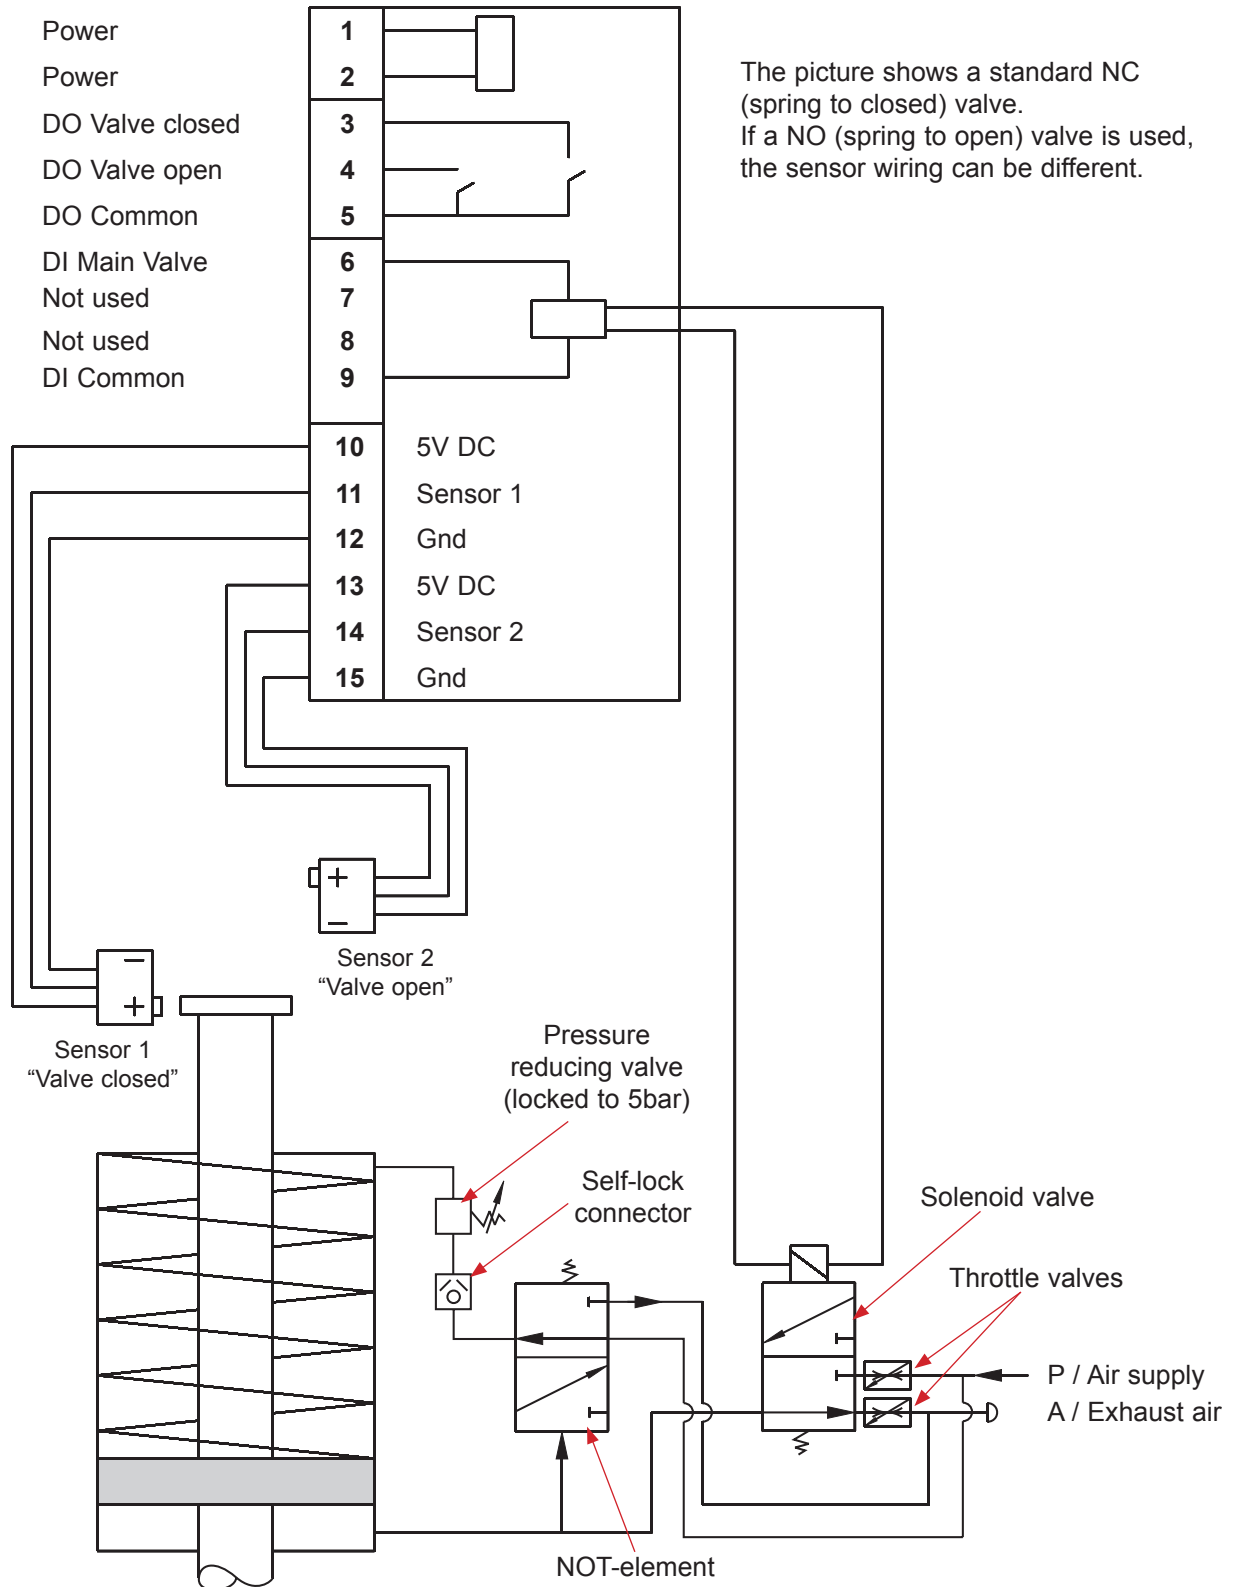 Power 1
Power 2
DO Valve closed 3
DO Valve open 4
DO Common 5
DI Main Valve 6
Not used 7
Not used 8
DI Common 9
10 5V DC
11 Sensor 1
12 Gnd
13 5V DC
14 Sensor 2
15 Gnd
The picture shows a standard NC
(spring to closed) valve.
If a NO (spring to open) valve is used,
the sensor wiring can be different.
+
−
Sensor 2
“Valve open”
−
+
Sensor 1
“Valve closed”
Pressure
reducing valve
(locked to 5bar)
Self-lock
connector
Solenoid valve
Throttle valves
P / Air supply
A / Exhaust air
NOT-element